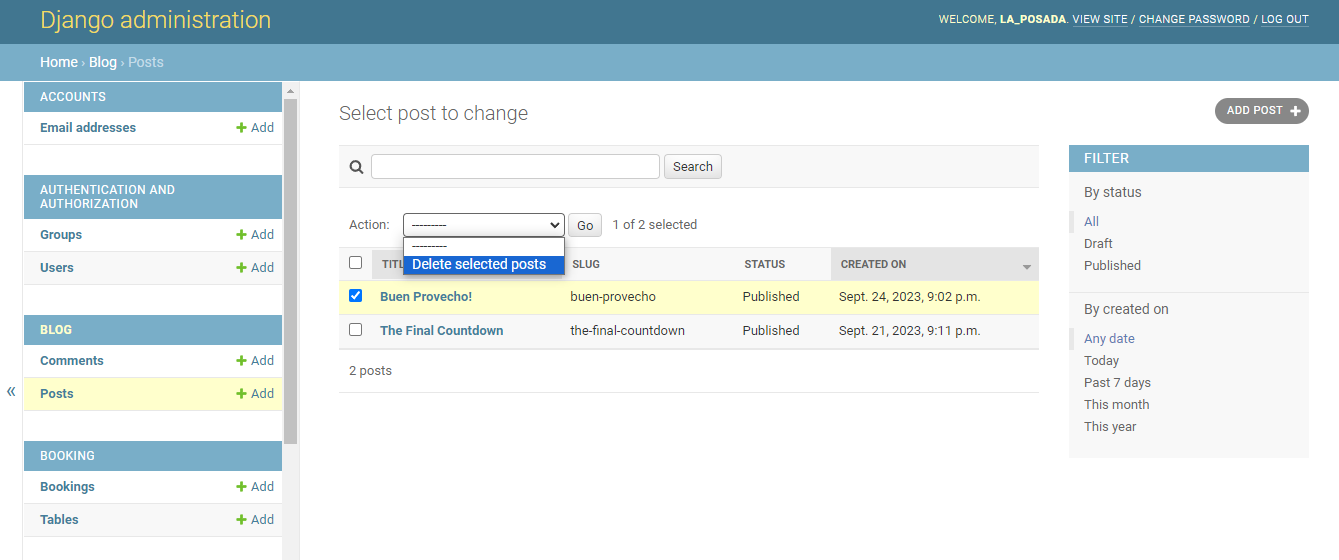 Django administration
WELCOME, LA_POSADA. VIEW SITE / CHANGE PASSWORD / LOG OUT
Home › Blog › Posts
ACCOUNTS
Email addresses
Add
AUTHENTICATION AND
AUTHORIZATION
Groups
Add
Users
Add
BLOG
Comments
Add
Posts
Add
BOOKING
Bookings
Add
Tables
Add
«
Select post to change
ADD POST
Search
Action:
---------
Go
1 of 2 selected
---------
Delete selected posts
SLUG
STATUS
CREATED ON
Buen Provecho!
buen-provecho
Published
Sept. 24, 2023, 9:02 p.m.
The Final Countdown
the-final-countdown
Published
Sept. 21, 2023, 9:11 p.m.
2 posts
FILTER
By status
All
Draft
Published
By created on
Any date
Today
Past 7 days
This month
This year